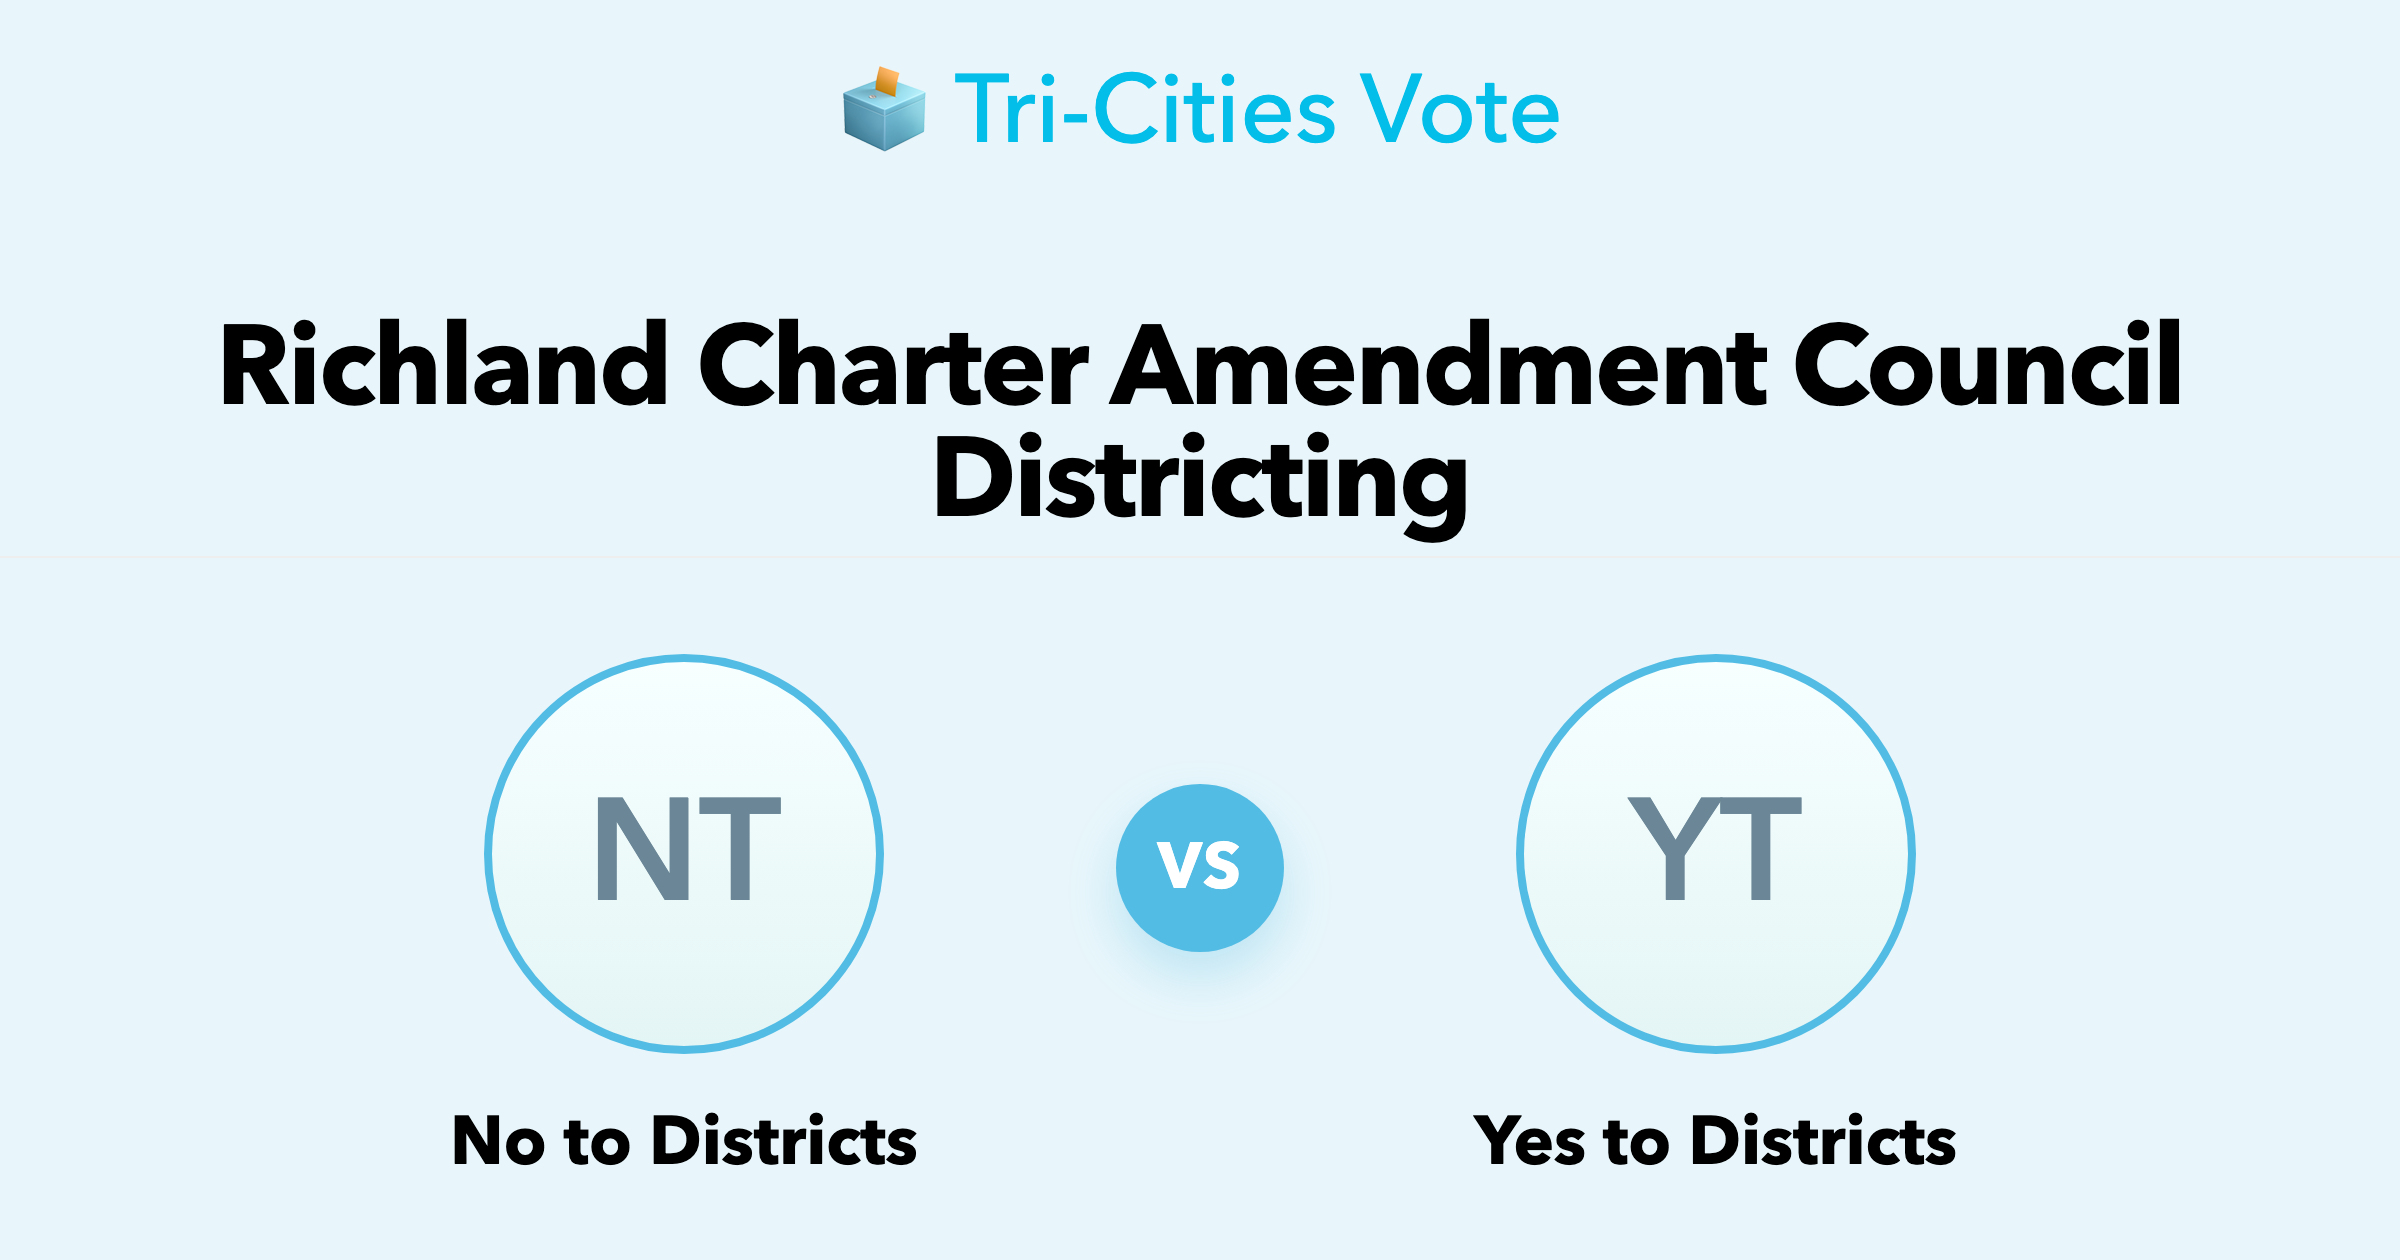 Tri-Cities Vote
Richland Charter Amendment Council
Districting
NT
VS
YT
No to Districts
Yes to Districts